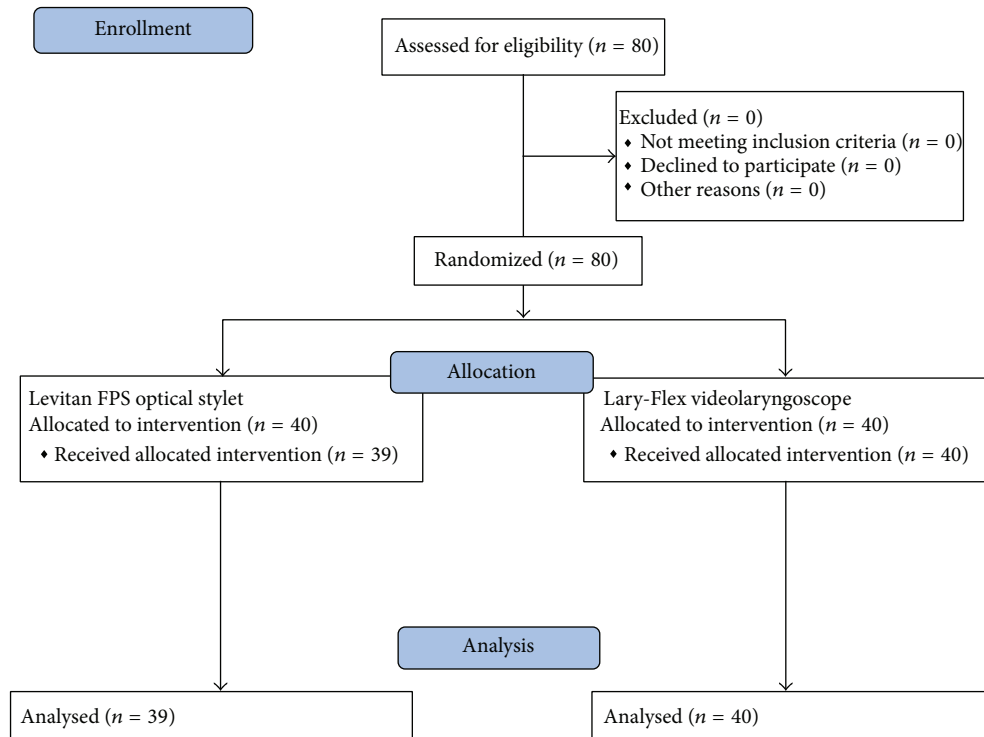 Enrollment
Assessed for eligibility (n = 80)
Excluded (n = 0)
⬧ Not meeting inclusion criteria (n = 0)
⬧ Declined to participate (n = 0)
⬧ Other reasons (n = 0)
Randomized (n = 80)
Allocation
Levitan FPS optical stylet
Allocated to intervention (n = 40)
⬧ Received allocated intervention (n = 39)
Lary-Flex videolaryngoscope
Allocated to intervention (n = 40)
⬧ Received allocated intervention (n = 40)
Analysis
Analysed (n = 39)
Analysed (n = 40)